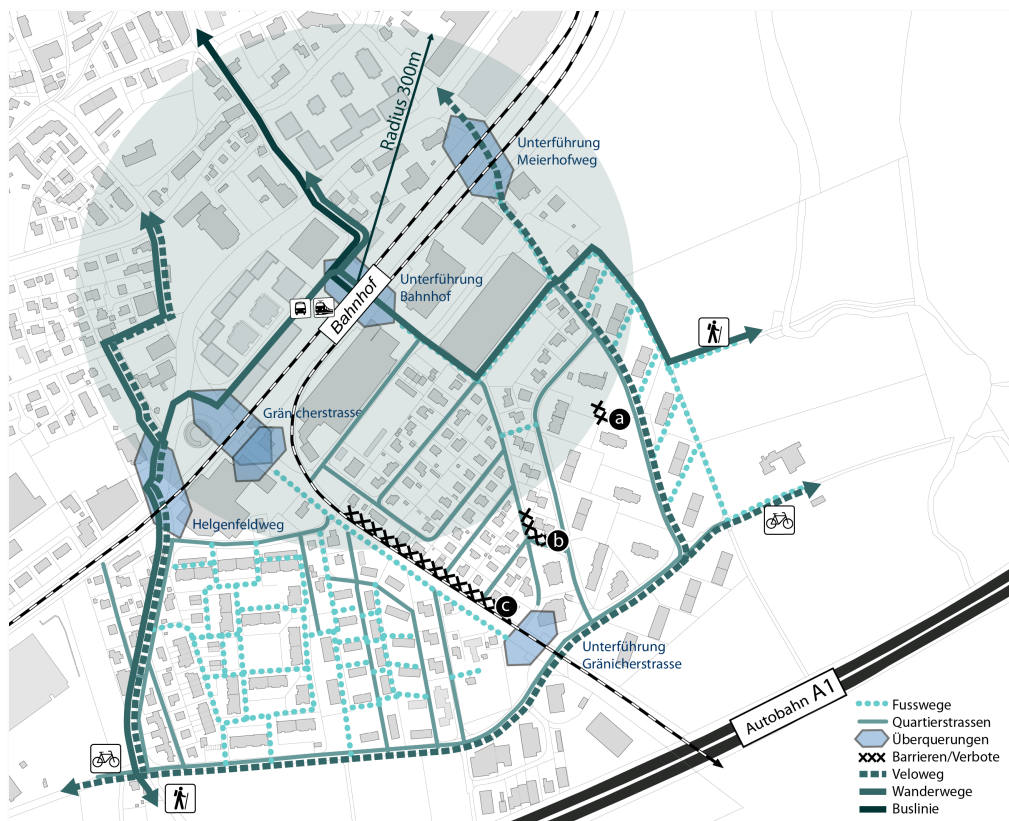 Radius 300m
Unterführung
Meierhofweg
Unterführung
Bahnhof
Bahnhof
Gränicherstrasse
a
Helgenfeldweg
b
c
Unterführung
Gränicherstrasse
Autobahn A1
Fusswege
Quartierstrassen
Überquerungen
Barrieren/Verbote
Veloweg
Wanderwege
Buslinie